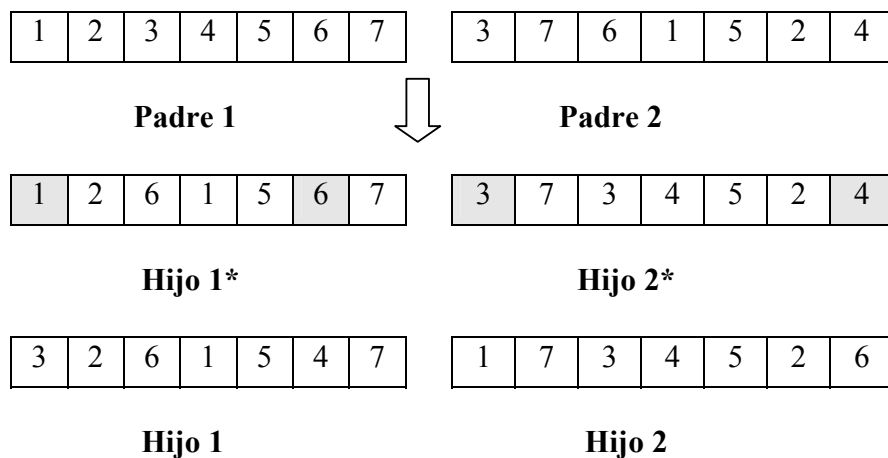 1 2 3 4 5 6 7 3 7 6 1 5 2 4
Padre 1 Padre 2
1 2 6 1 5 6 7 3 7 3 4 5 2 4
Hijo 1* Hijo 2*
3 2 6 1 5 4 7 1 7 3 4 5 2 6
Hijo 1 Hijo 2